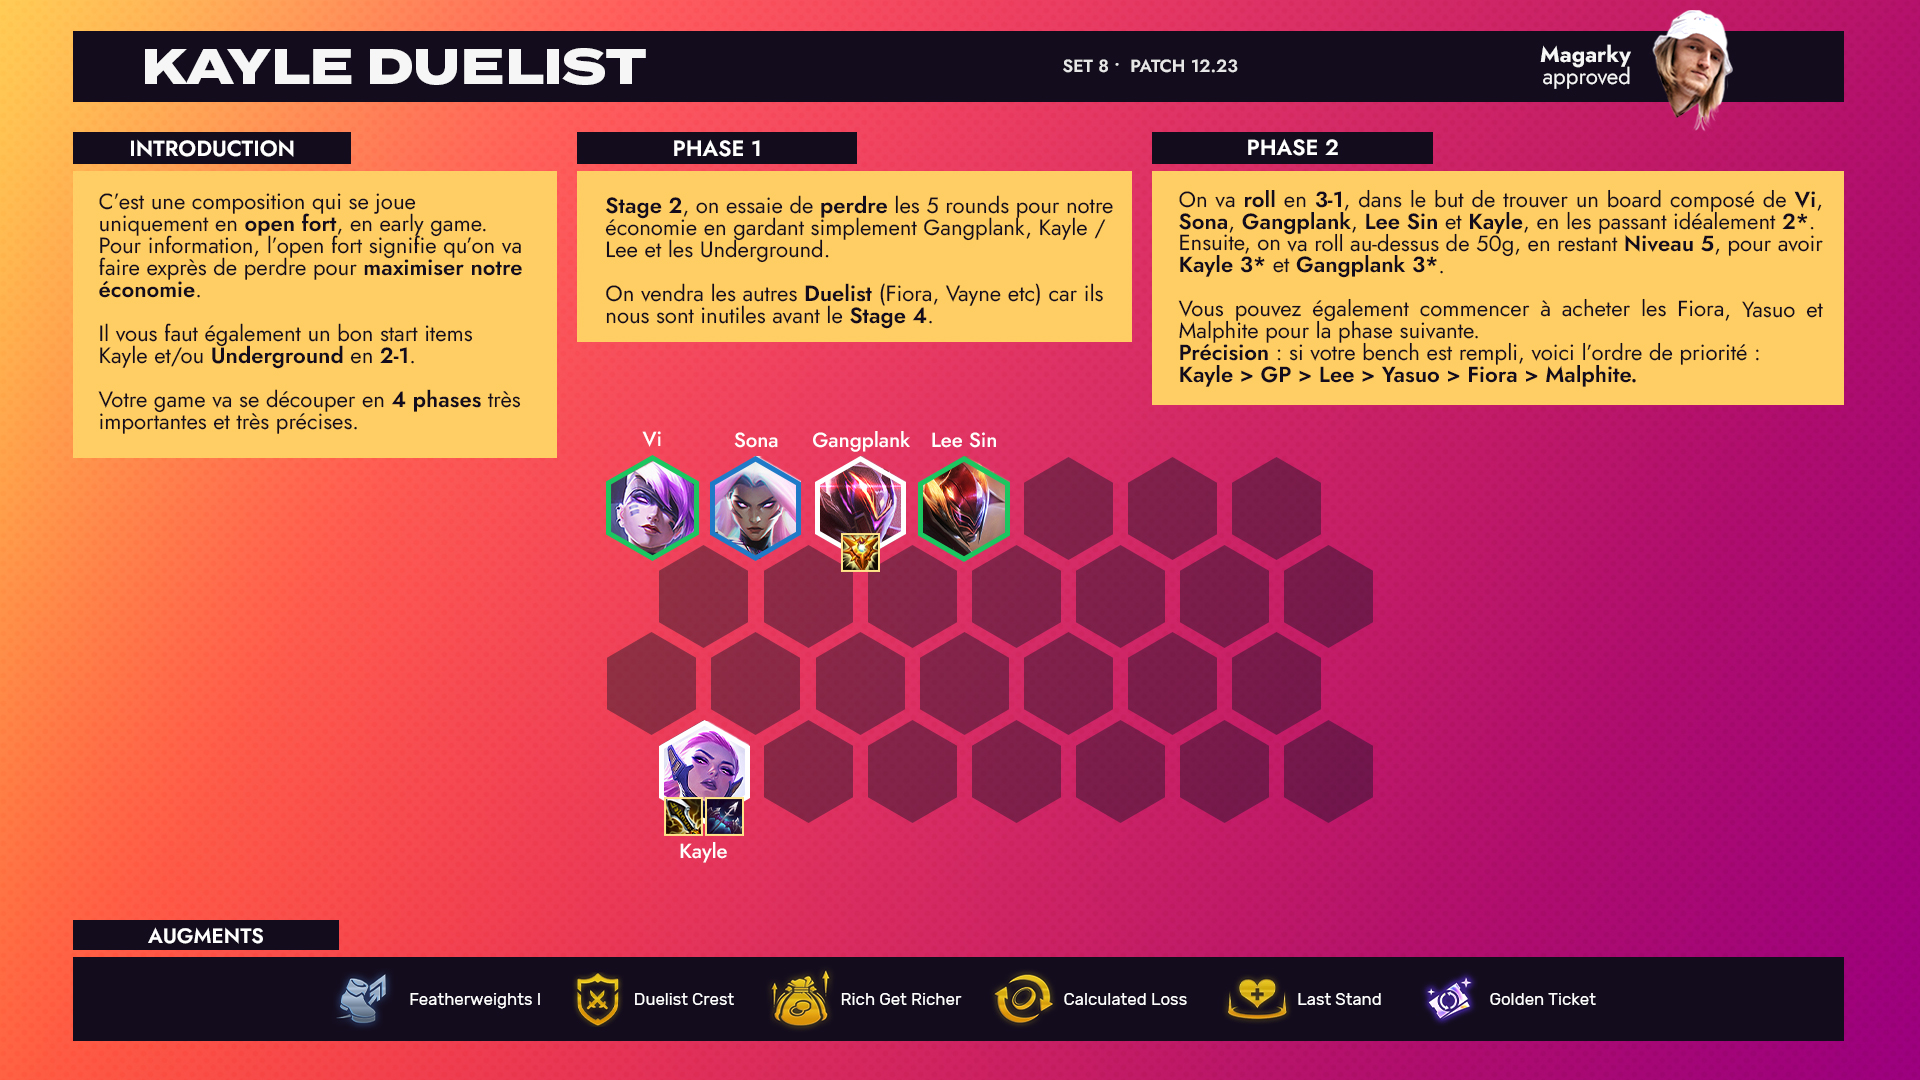 KAYLE DUELIST
SET 8 · PATCH 12.23
Magarky
approved
INTRODUCTION
C'est une composition qui se joue
uniquement en open fort, en early game.
Pour information, l'open fort signifie qu'on va
faire exprès de perdre pour maximiser notre
économie.
Il vous faut également un bon start items
Kayle et/ou Underground en 2-1.
Votre game va se découper en 4 phases très
importantes et très précises.
PHASE 1
Stage 2, on essaie de perdre les 5 rounds pour notre
économie en gardant simplement Gangplank, Kayle /
Lee et les Underground.
On vendra les autres Duelist (Fiora, Vayne etc) car ils
nous sont inutiles avant le Stage 4.
PHASE 2
On va roll en 3-1, dans le but de trouver un board composé de Vi,
Sona, Gangplank, Lee Sin et Kayle, en les passant idéalement 2*.
Ensuite, on va roll au-dessus de 50g, en restant Niveau 5, pour avoir
Kayle 3* et Gangplank 3*.
Vous pouvez également commencer à acheter les Fiora, Yasuo et
Malphite pour la phase suivante.
Précision : si votre bench est rempli, voici l'ordre de priorité :
Kayle > GP > Lee > Yasuo > Fiora > Malphite.
Vi
Sona
Gangplank
Lee Sin
Kayle
AUGMENTS
Featherweights I
Duelist Crest
Rich Get Richer
Calculated Loss
Last Stand
Golden Ticket